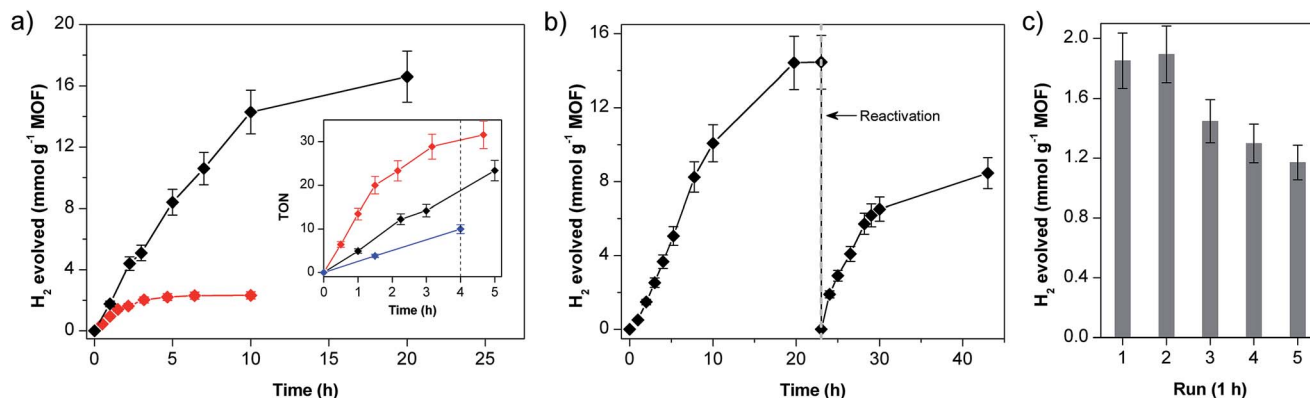 a)
H₂ evolved (mmol g⁻¹ MOF)
20
16
12
8
4
0
0 5 10 15 20 25
Time (h)
TON
30
20
10
0
0 1 2 3 4 5
Time (h)
b)
H₂ evolved (mmol g⁻¹ MOF)
16
12
8
4
0
Reactivation
0 10 20 30 40
Time (h)
c)
H₂ evolved (mmol g⁻¹ MOF)
2.0
1.6
1.2
0.8
0.4
0.0
1 2 3 4 5
Run (1 h)